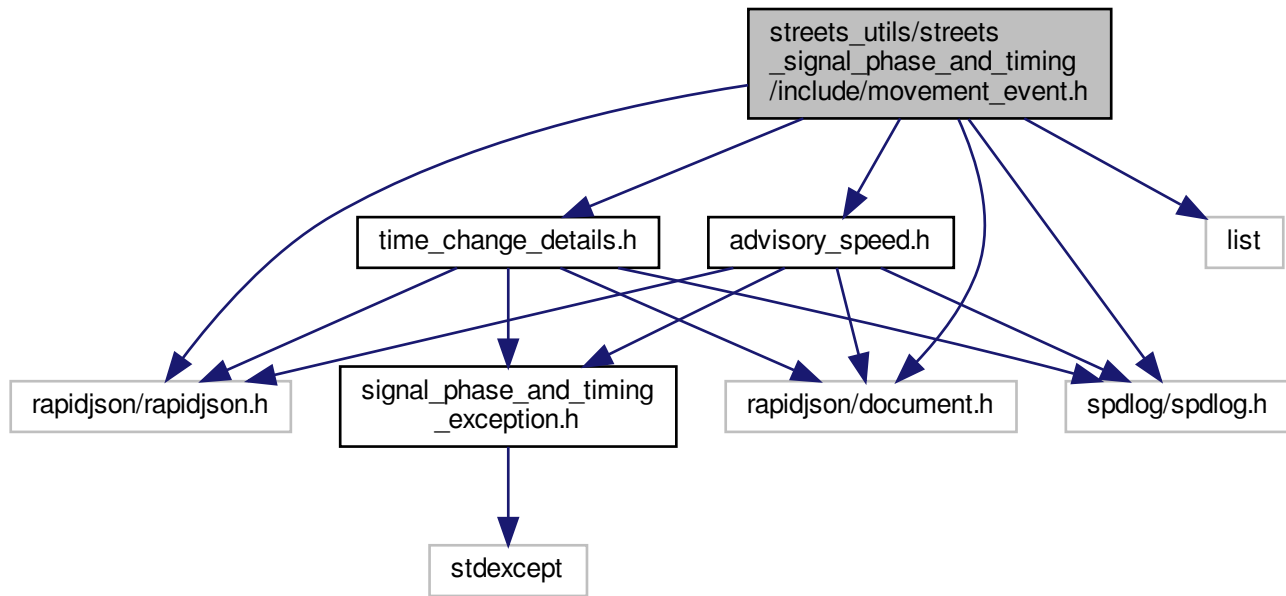 streets_utils/streets
_signal_phase_and_timing
/include/movement_event.h
time_change_details.h
advisory_speed.h
list
rapidjson/rapidjson.h
signal_phase_and_timing
_exception.h
rapidjson/document.h
spdlog/spdlog.h
stdexcept